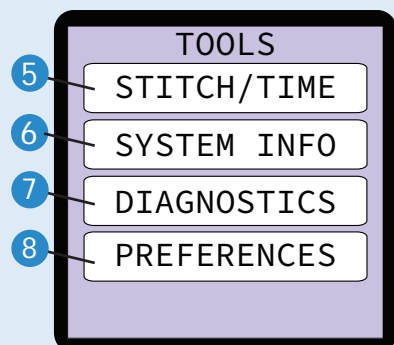 TOOLS
5 STITCH/TIME
6 SYSTEM INFO
7 DIAGNOSTICS
8 PREFERENCES